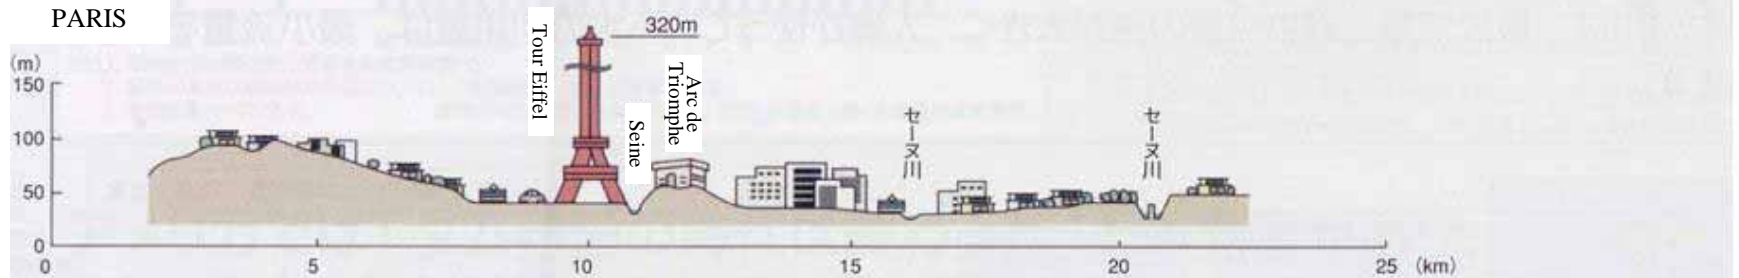 PARIS
320m
Tour Eiffel
Arc de
Triomphe
Seine
セーヌ川
セーヌ川
(m)
150
100
50
0
0
5
10
15
20
25 (km)